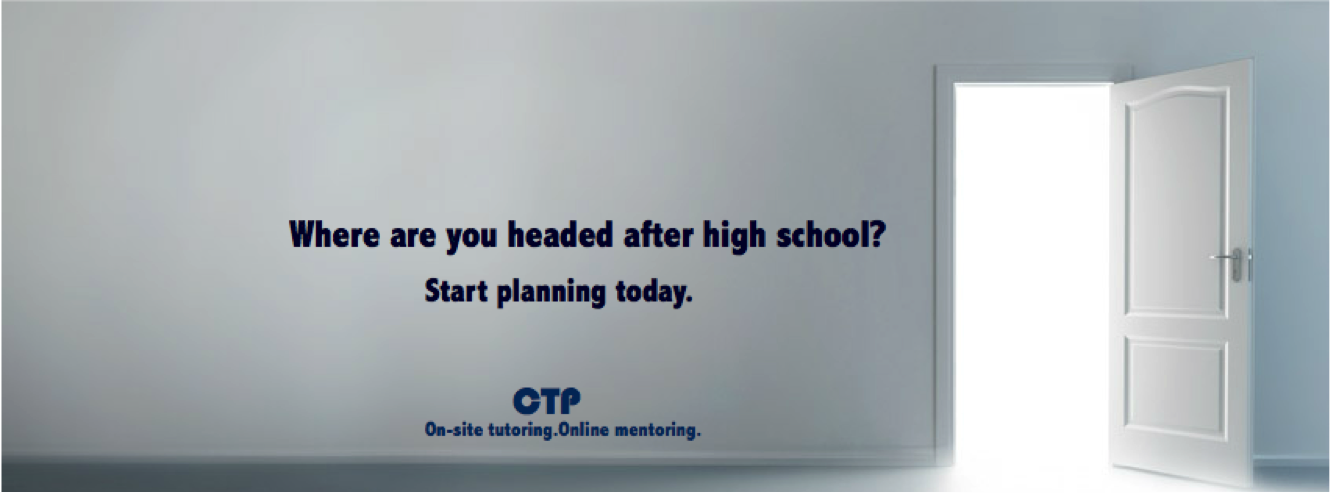 Where are you headed after high school?
Start planning today.
CTP
On-site tutoring.Online mentoring.